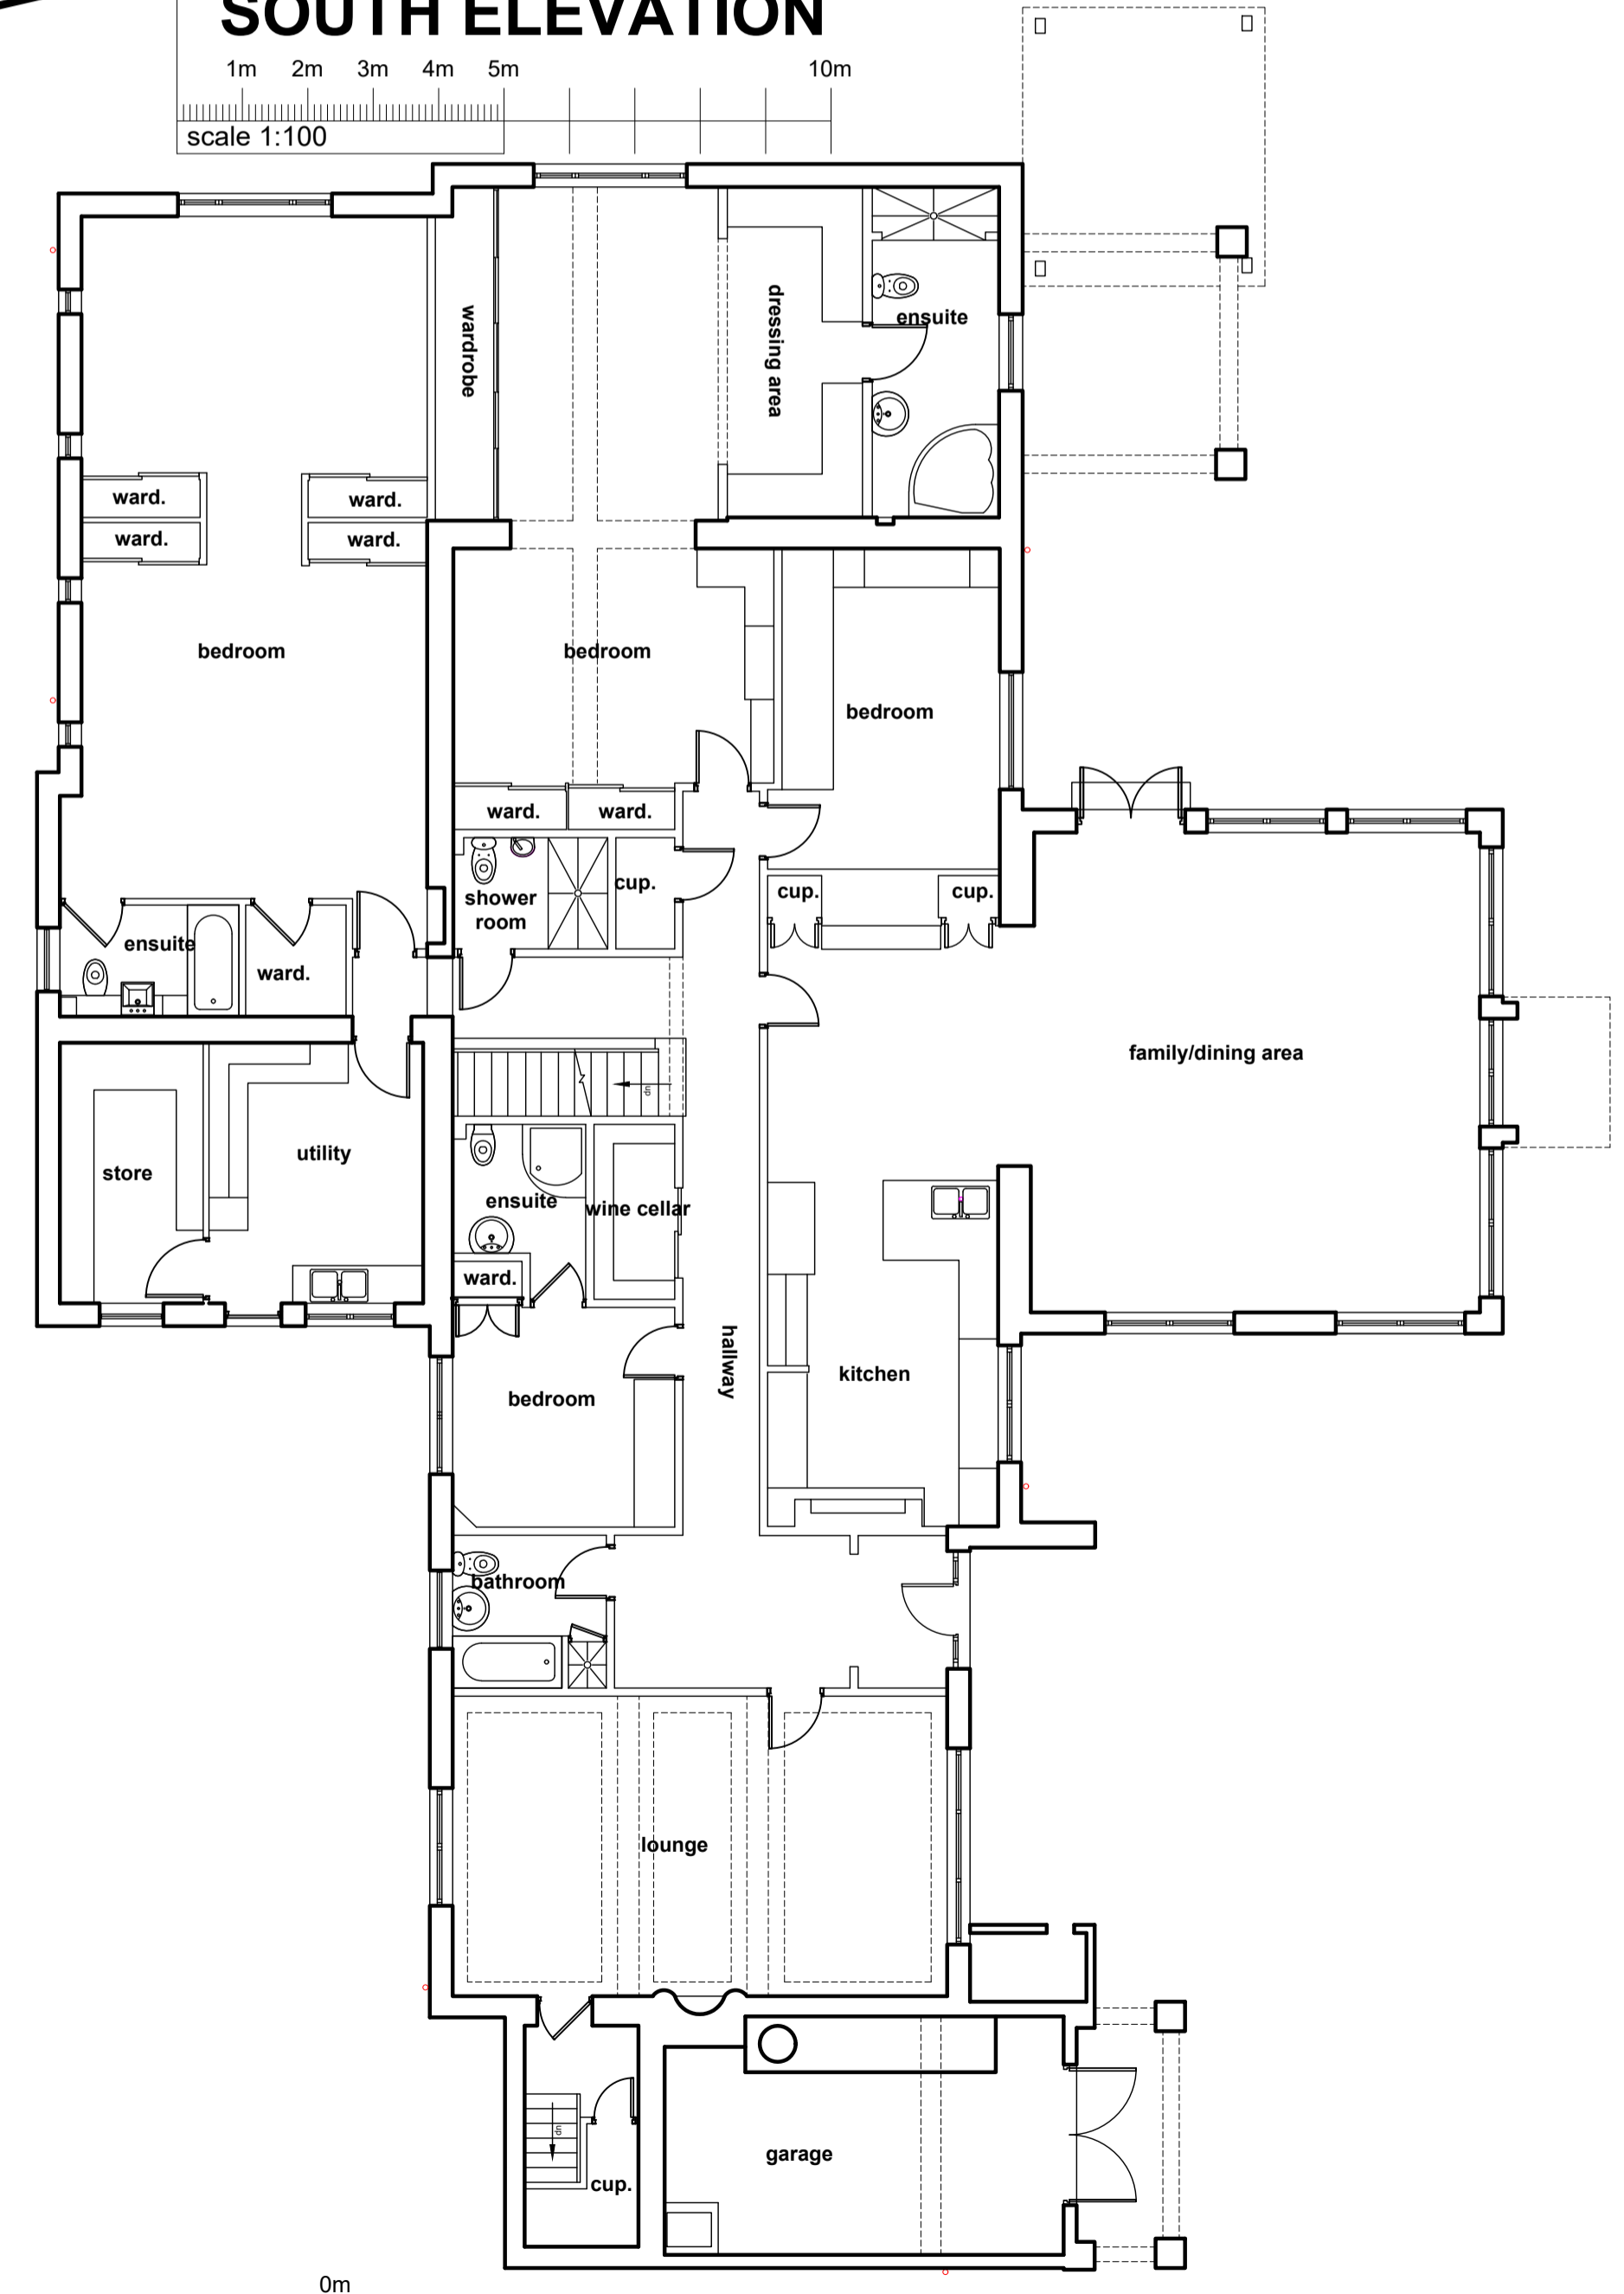 SOUTH ELEVATION
1m 2m 3m 4m 5m 10m
scale 1:100
wardrobe
dressing area
ensuite
ward.
ward.
ward.
ward.
bedroom
bedroom
bedroom
ward.
ward.
shower
room
cup.
cup.
cup.
ensuite
ward.
family/dining area
dn
store
utility
ensuite
wine cellar
ward.
hallway
kitchen
bedroom
bathroom
lounge
garage
cup.
0m